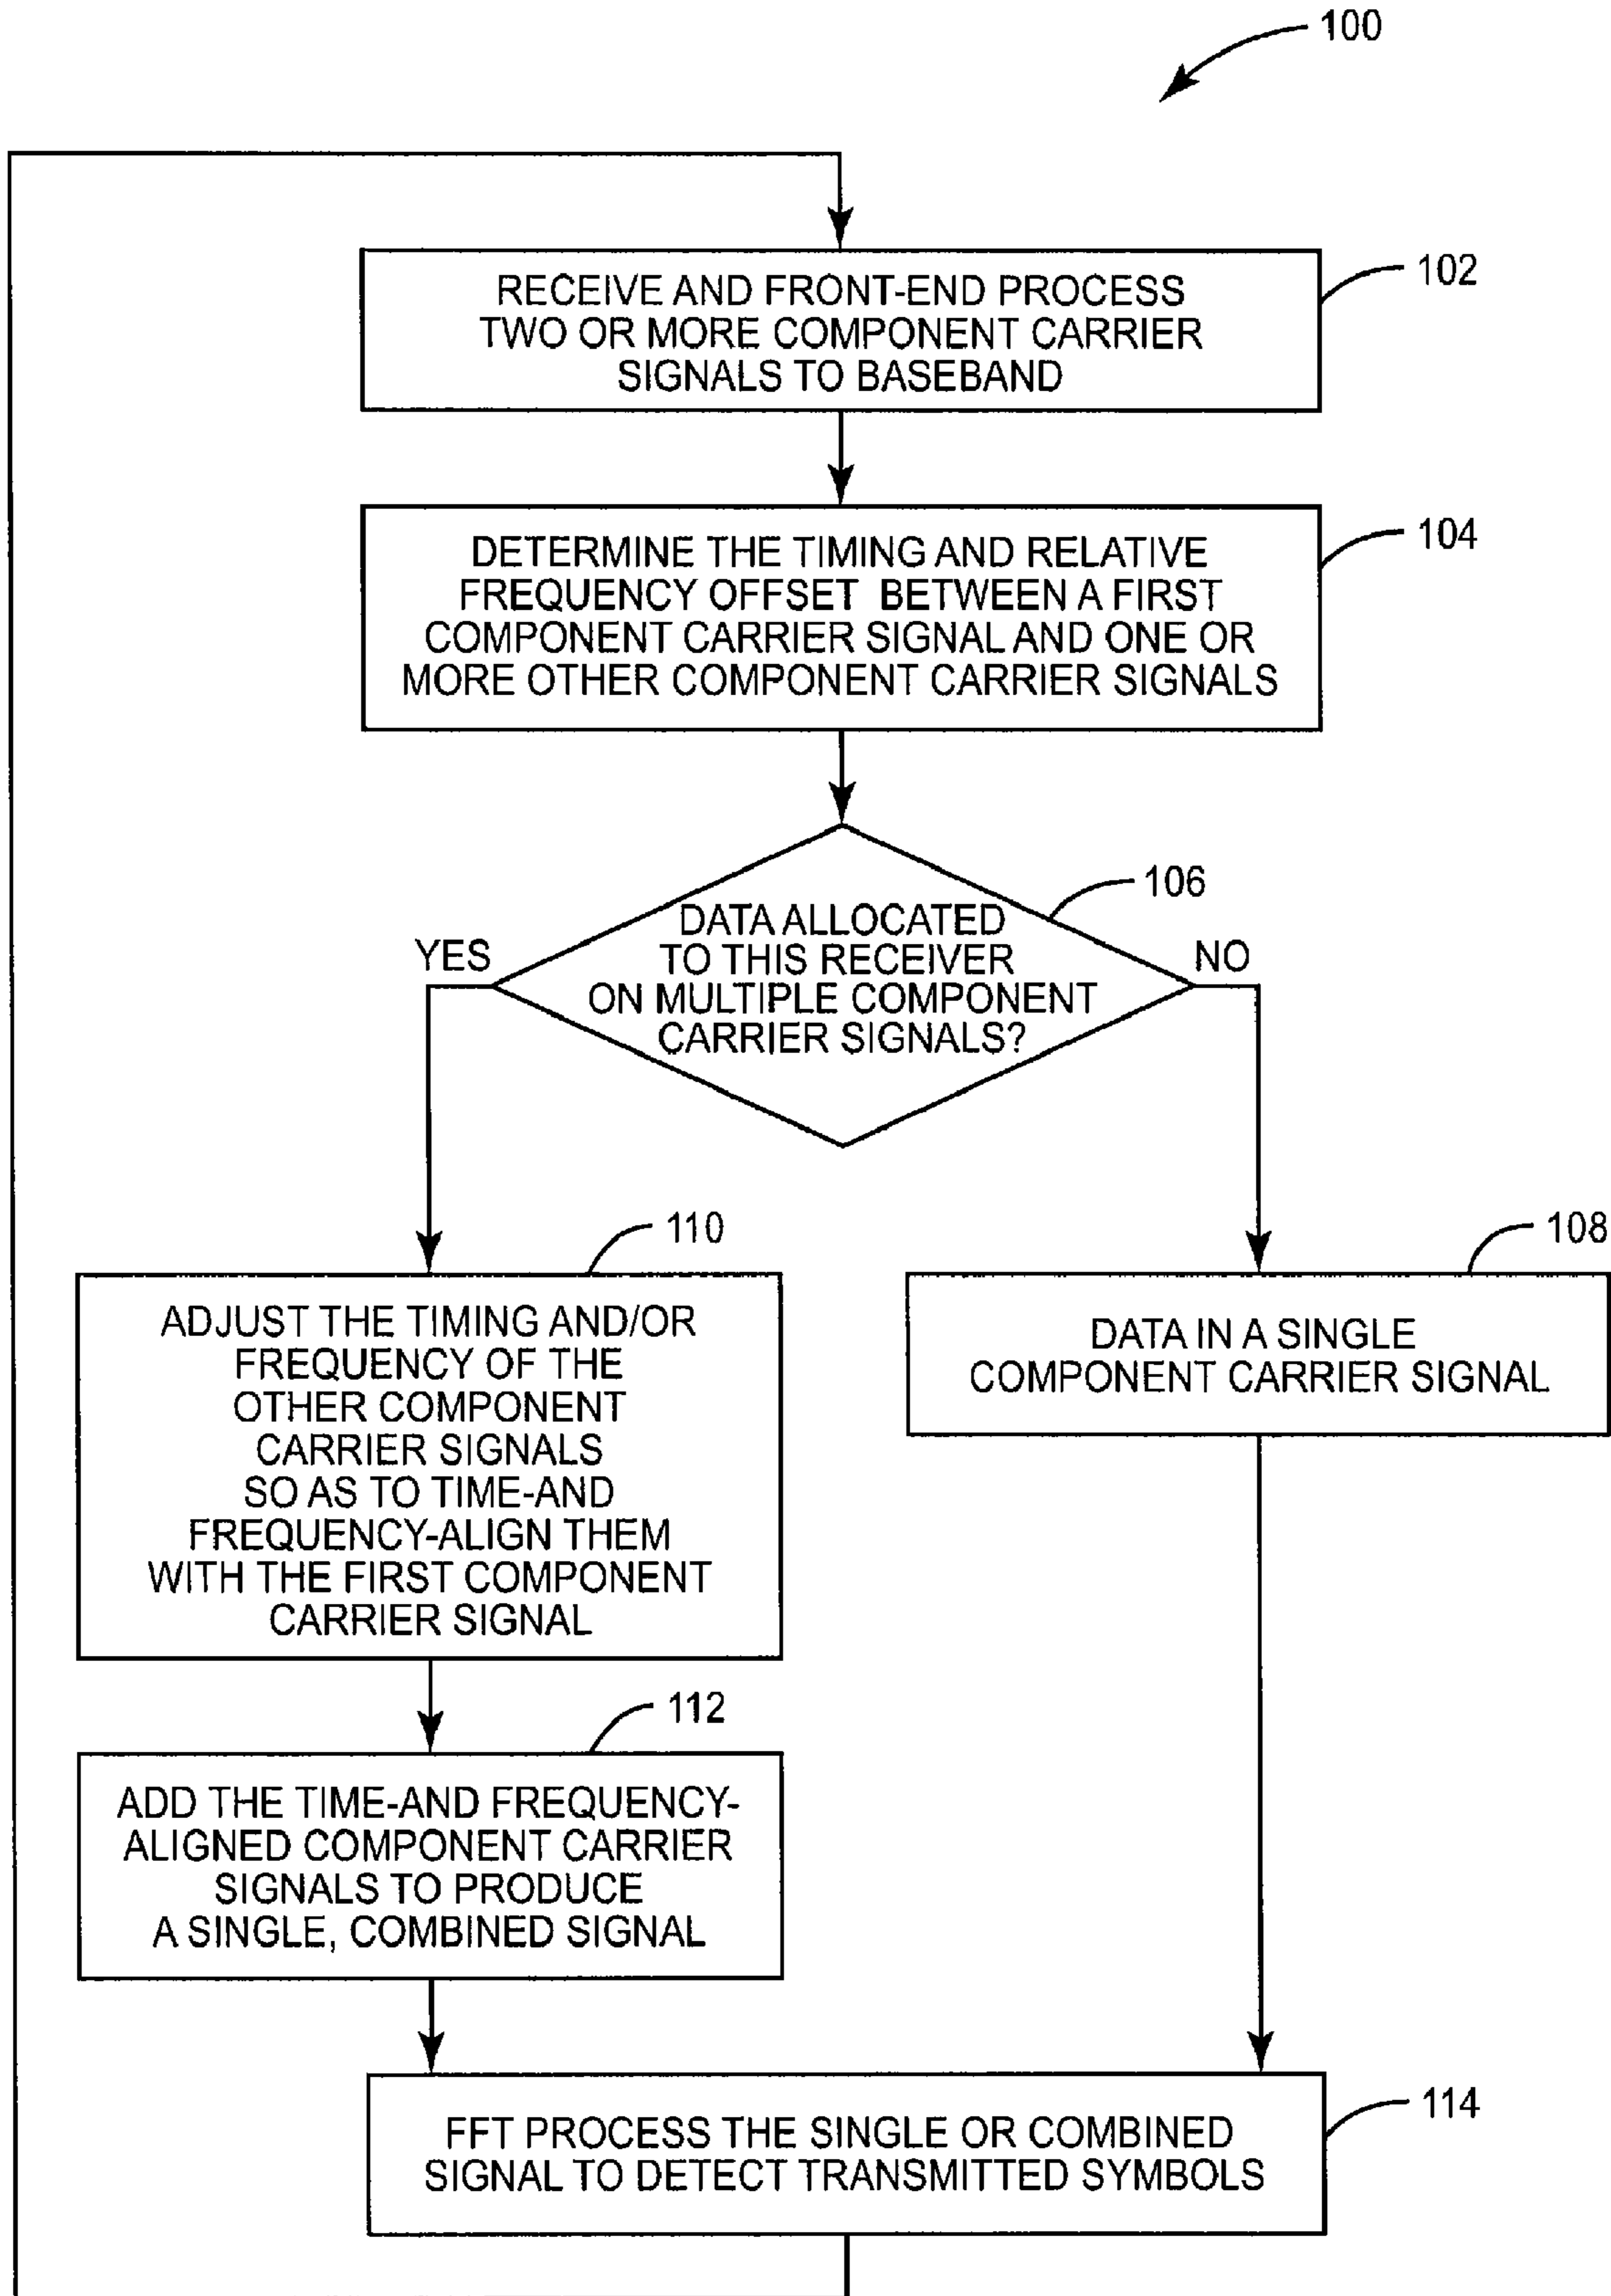 100
RECEIVE AND FRONT-END PROCESS
TWO OR MORE COMPONENT CARRIER
SIGNALS TO BASEBAND
102
DETERMINE THE TIMING AND RELATIVE
FREQUENCY OFFSET BETWEEN A FIRST
COMPONENT CARRIER SIGNAL AND ONE OR
MORE OTHER COMPONENT CARRIER SIGNALS
104
DATA ALLOCATED
TO THIS RECEIVER
ON MULTIPLE COMPONENT
CARRIER SIGNALS?
106
YES
NO
110
ADJUST THE TIMING AND/OR
FREQUENCY OF THE
OTHER COMPONENT
CARRIER SIGNALS
SO AS TO TIME-AND
FREQUENCY-ALIGN THEM
WITH THE FIRST COMPONENT
CARRIER SIGNAL
108
DATA IN A SINGLE
COMPONENT CARRIER SIGNAL
112
ADD THE TIME-AND FREQUENCY-
ALIGNED COMPONENT CARRIER
SIGNALS TO PRODUCE
A SINGLE, COMBINED SIGNAL
FFT PROCESS THE SINGLE OR COMBINED
SIGNAL TO DETECT TRANSMITTED SYMBOLS
114